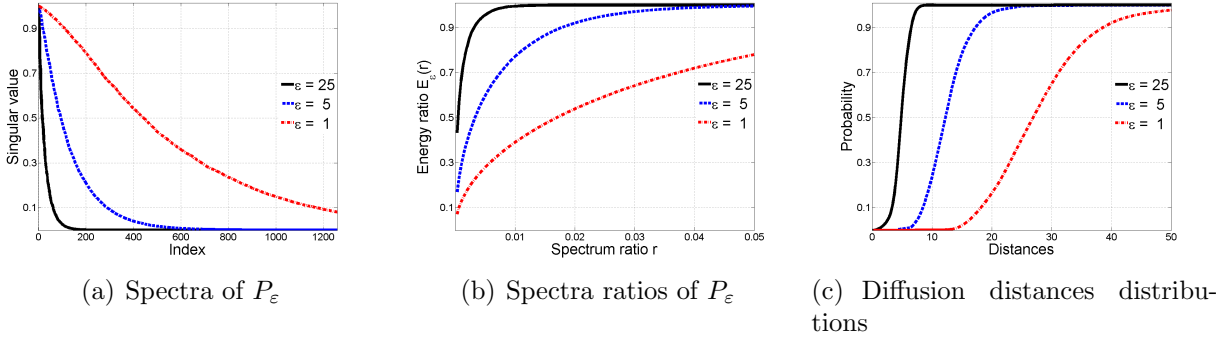 0.9
0.7
0.5
0.3
0.1
0 200 400 600 800 1000 1200
Singular value
Index
ε = 25
ε = 5
ε = 1
(a) Spectra of P_ε
0.9
0.7
0.5
0.3
0.1
0.01 0.02 0.03 0.04 0.05
Energy ratio E_ε(r)
Spectrum ratio r
ε = 25
ε = 5
ε = 1
(b) Spectra ratios of P_ε
0.9
0.7
0.5
0.3
0.1
0 10 20 30 40 50
Probability
Distances
ε = 25
ε = 5
ε = 1
(c) Diffusion distances distribu-
tions